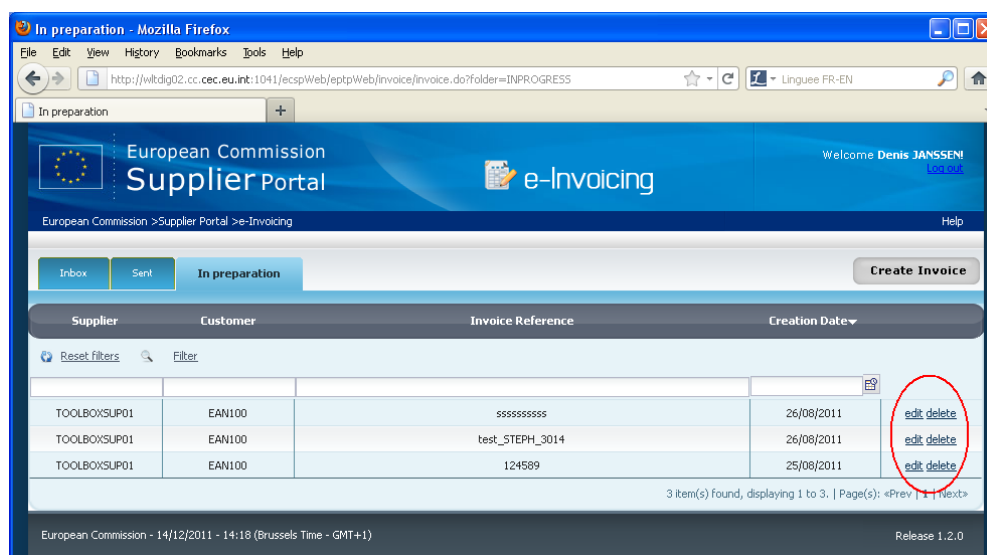 In preparation - Mozilla Firefox
File Edit View History Bookmarks Tools Help
http://wltdig02.cc.cec.eu.int:1041/ecspWeb/eptpWeb/invoice/invoice.do?folder=INPROGRESS Linguee FR-EN
In preparation
European Commission
Supplier Portal
e-Invoicing
Welcome Denis JANSSEN!
Log out
European Commission >Supplier Portal >e-Invoicing Help
Inbox Sent In preparation Create Invoice
Supplier Customer Invoice Reference Creation Date
Reset filters Filter
TOOLBOXSUP01 EAN100 ssssssssss 26/08/2011 edit delete
TOOLBOXSUP01 EAN100 test_STEPH_3014 26/08/2011 edit delete
TOOLBOXSUP01 EAN100 124589 25/08/2011 edit delete
3 item(s) found, displaying 1 to 3. | Page(s): «Prev | 1 | Next»
European Commission - 14/12/2011 - 14:18 (Brussels Time - GMT+1) Release 1.2.0